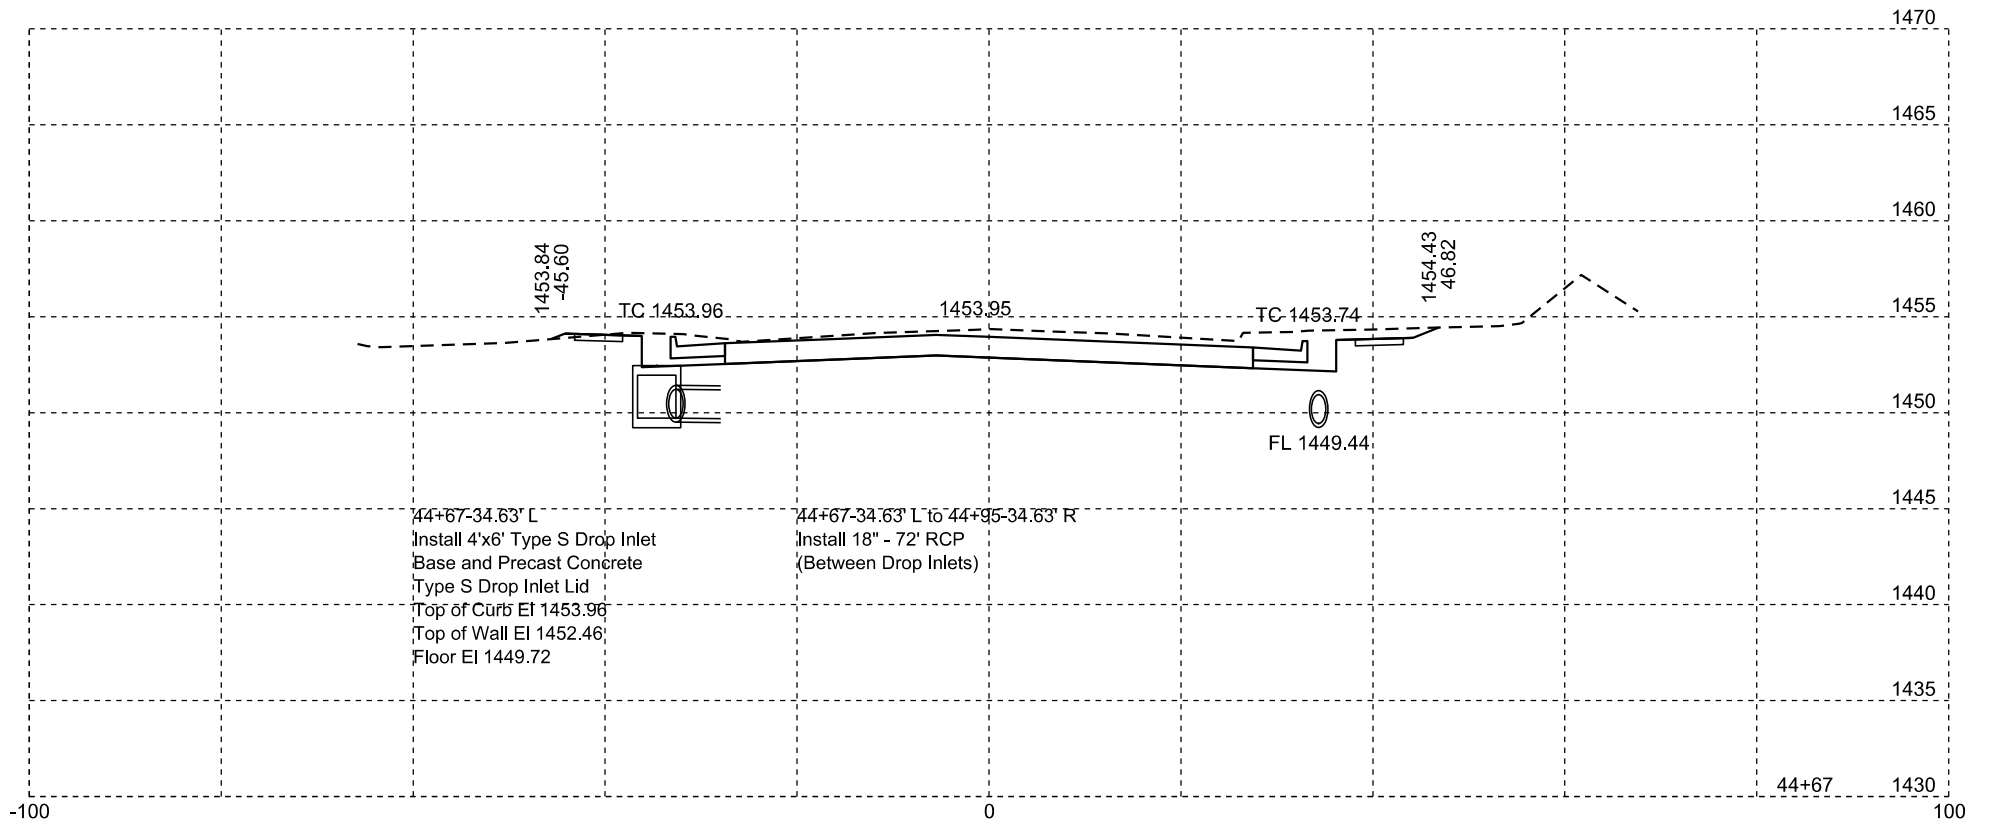 1470
1465
1460
1455
1450
1445
1440
1435
1430
1453.84
-45.60
TC 1453.96
1453.95
TC 1453.74
1454.43
46.82
FL 1449.44
44+67-34.63' L
Install 4'x6' Type S Drop Inlet
Base and Precast Concrete
Type S Drop Inlet Lid
Top of Curb El 1453.96
Top of Wall El 1452.46
Floor El 1449.72
44+67-34.63' L to 44+95-34.63' R
Install 18" - 72' RCP
(Between Drop Inlets)
44+67
-100
0
100